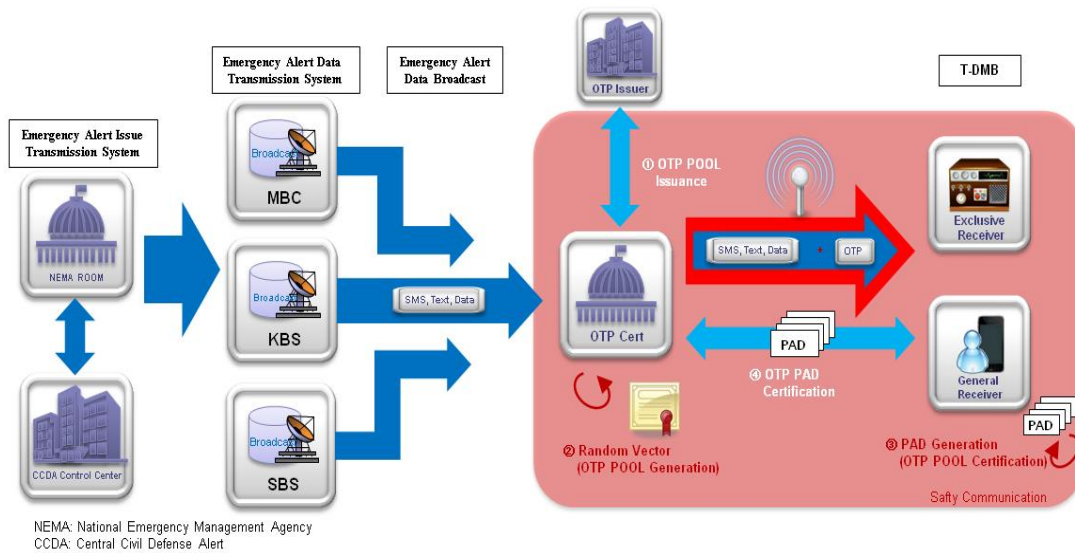 Emergency Alert Issue
Transmission System
NEMA ROOM
CCDA Control Center
NEMA: National Emergency Management Agency
CCDA: Central Civil Defense Alert
Emergency Alert Data
Transmission System
Broadcast
MBC
Broadcast
KBS
Broadcast
SBS
Emergency Alert
Data Broadcast
SMS, Text, Data
OTP Issuer
① OTP POOL
Issuance
OTP Cert
② Random Vector
(OTP POOL Generation)
T-DMB
SMS, Text, Data + OTP
Exclusive
Receiver
PAD
④ OTP PAD
Certification
General
Receiver
PAD
③ PAD Generation
(OTP POOL Certification)
Safty Communication